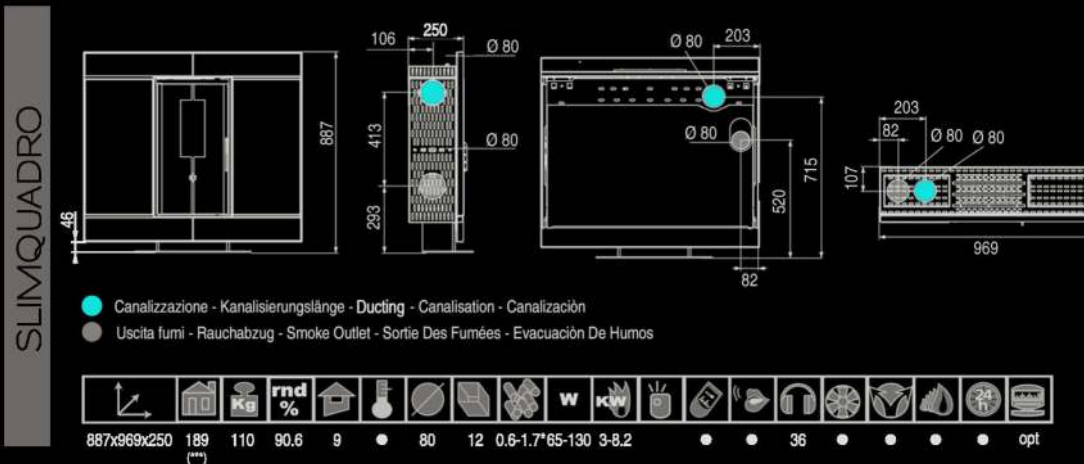 SLIMQUADRO
887
46
250
106
Ø 80
413
Ø 80
293
203
Ø 80
Ø 80
715
520
82
203
82
Ø 80
Ø 80
107
969
Canalizzazione - Kanalisierungslänge - Ducting - Canalisation - Canalizaciòn
Uscita fumi - Rauchabzug - Smoke Outlet - Sortie Des Fumées - Evacuaciòn De Humos
Kg rnd % W KW F1 24 h
887x969x250 189 110 90.6 9 80 12 0.6-1.7*65-130 3-8.2 36 opt
(***)